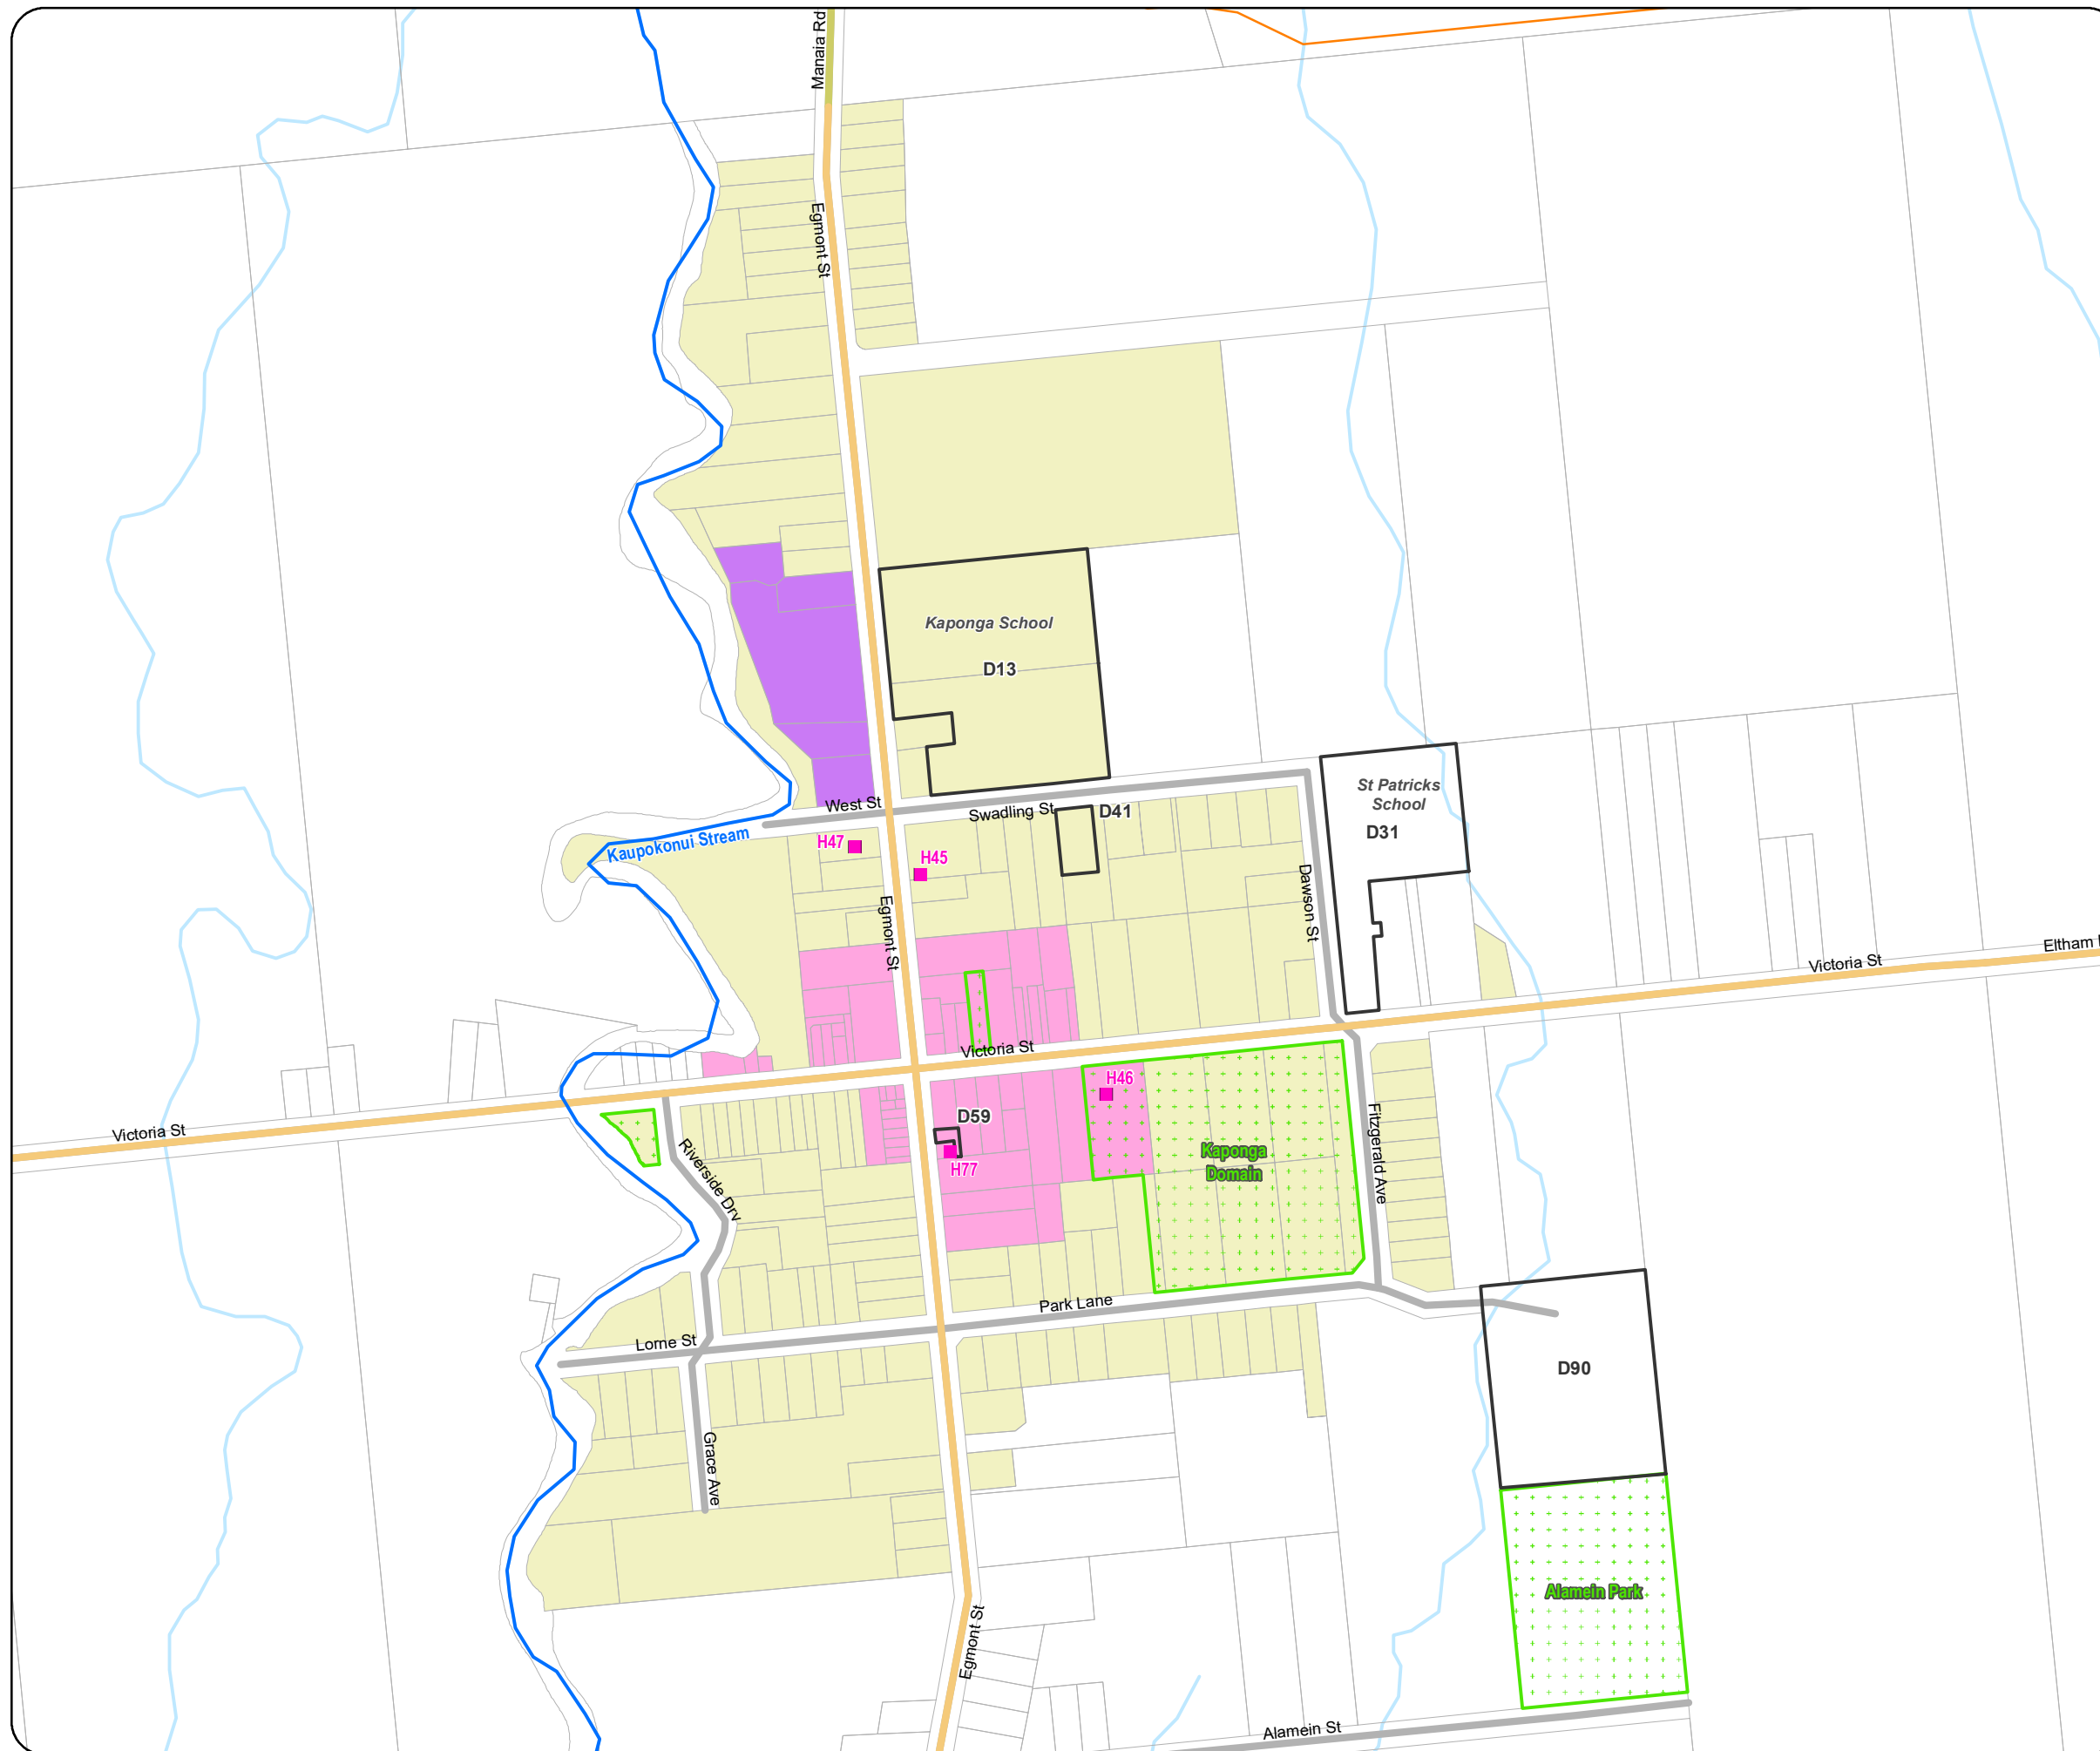 Manaia Rd
Egmont St
Kaponga School
D13
St Patricks
School
D31
West St
Swadling St
D41
Kaupokonui Stream
H47
H45
Dawson St
Egmont St
Eltham
Victoria St
Victoria St
H46
Victoria St
D59
H77
Riverside Drv
Kaponga
Domain
Fitzgerald Ave
Park Lane
Lorne St
D90
Grace Ave
Alamein Park
Egmont St
Alamein St